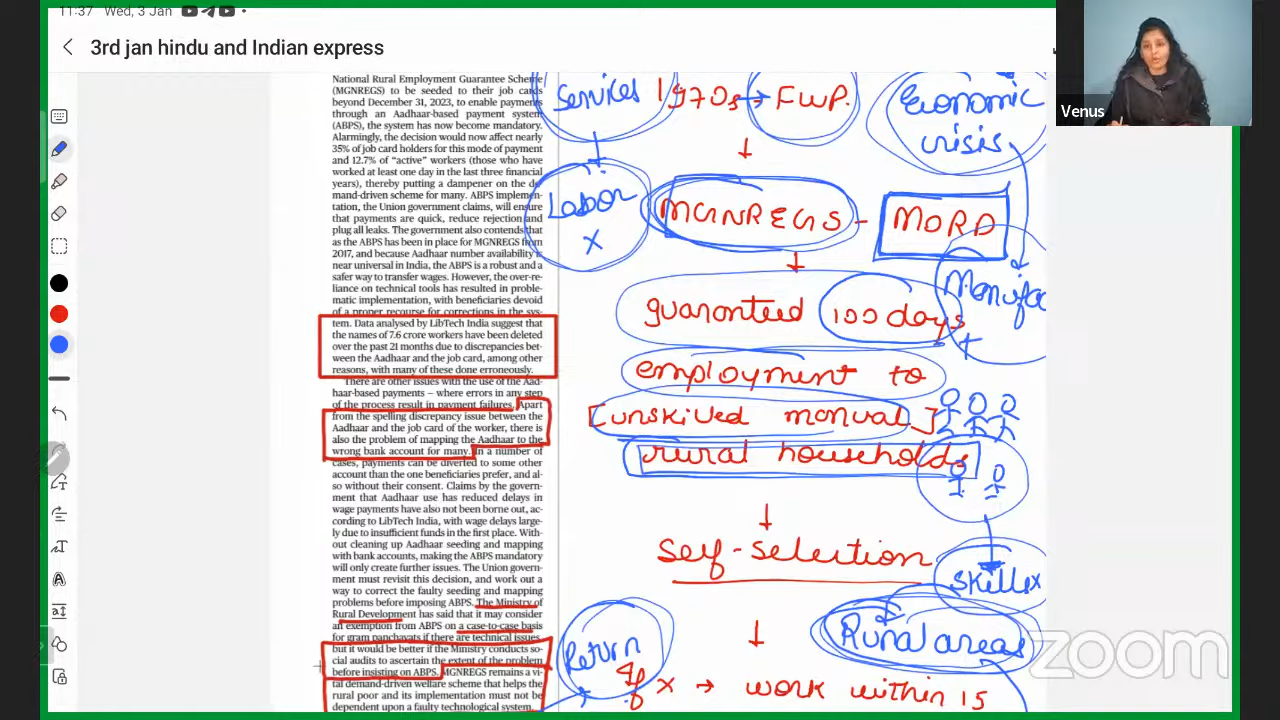 11:37 Wed, 3 Jan
3rd jan hindu and Indian express
Venus
National Rural Employment Guarantee Scheme
(MGNREGS) to be seeded to their job cards
beyond December 31, 2023, to enable payments
through an Aadhaar-based payment system
(ABPS), the system has now become mandatory.
Alarmingly, the decision would now affect nearly
35% of job card holders for this mode of payment
and 12.7% of “active” workers (those who have
worked at least one day in the last three financial
years), thereby putting a dampener on the de-
mand-driven scheme for many. ABPS implemen-
tation, the Union government claims, will ensure
that payments are quick, reduce rejection and
plug all leaks. The government also contends that
as the ABPS has been in place for MGNREGS from
2017, and because Aadhaar number availability is
near universal in India, the ABPS is a robust and a
safer way to transfer wages. However, the over-re-
liance on technical tools has resulted in proble-
matic implementation, with beneficiaries devoid
of a proper recourse for corrections in the sys-
tem. Data analysed by LibTech India suggest that
the names of 7.6 crore workers have been deleted
over the past 21 months due to discrepancies bet-
ween the Aadhaar and the job card, among other
reasons, with many of these done erroneously.
There are other issues with the use of the Aad-
haar-based payments – where errors in any step
of the process result in payment failures. Apart
from the spelling discrepancy issue between the
Aadhaar and the job card of the worker, there is
also the problem of mapping the Aadhaar to the
wrong bank account for many. In a number of
cases, payments can be diverted to some other
account than the one beneficiaries prefer, and al-
so without their consent. Claims by the govern-
ment that Aadhaar use has reduced delays in
wage payments have also not been borne out, ac-
cording to LibTech India, with wage delays large-
ly due to insufficient funds in the first place. With-
out cleaning up Aadhaar seeding and mapping
with bank accounts, making the ABPS mandatory
will only create further issues. The Union govern-
ment must revisit this decision, and work out a
way to correct the faulty seeding and mapping
problems before imposing ABPS. The Ministry of
Rural Development has said that it may consider
an exemption from ABPS on a case-to-case basis
for gram panchayats if there are technical issues,
but it would be better if the Ministry conducts so-
cial audits to ascertain the extent of the problem
before insisting on ABPS. MGNREGS remains a vi-
tal demand-driven welfare scheme that helps the
rural poor and its implementation must not be
dependent upon a faulty technological system.
Services 1970s → FWP. Economic
crisis
Labor
x
MGNREGS - MORD
Manufac
guaranteed 100 days
+
employment to
[unskilled manual]
rural households
self-selection
skillex
Rural areas
Return
x → work within 15
zoom